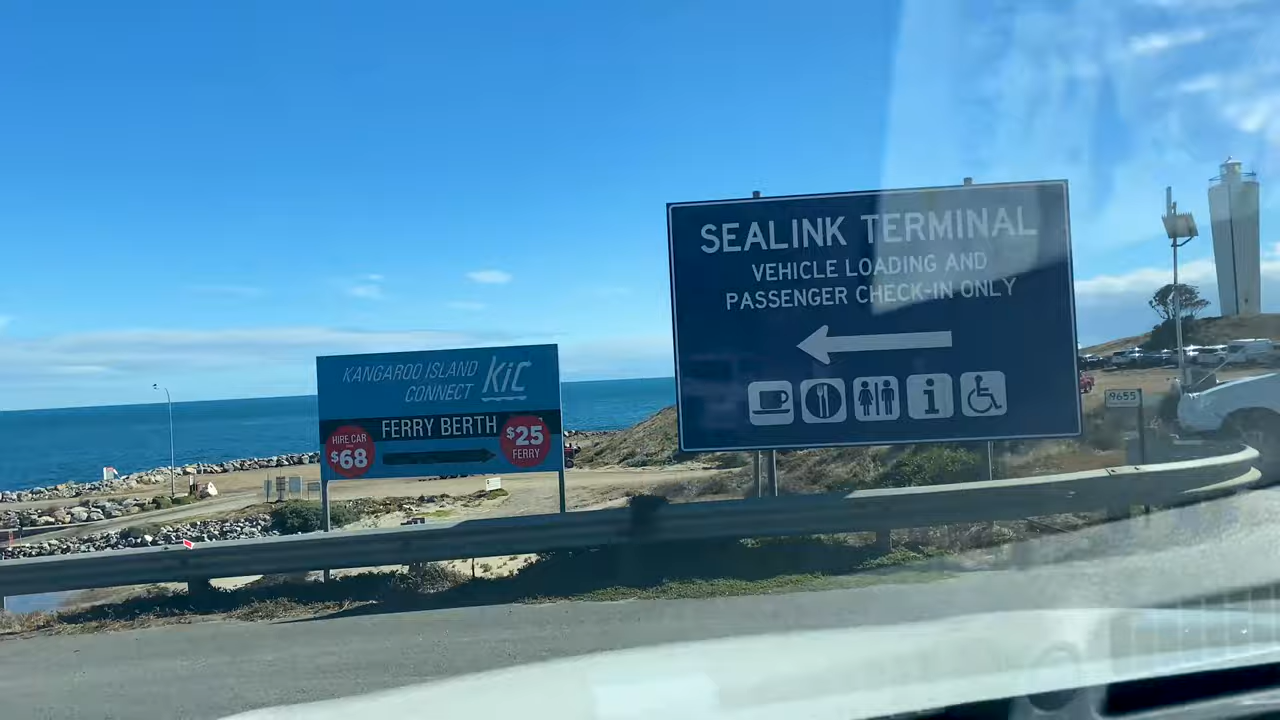 KANGAROO ISLAND
CONNECT
KIC
FERRY BERTH
HIRE CAR
$68
$25
FERRY
SEALINK TERMINAL
VEHICLE LOADING AND
PASSENGER CHECK-IN ONLY
i
9655